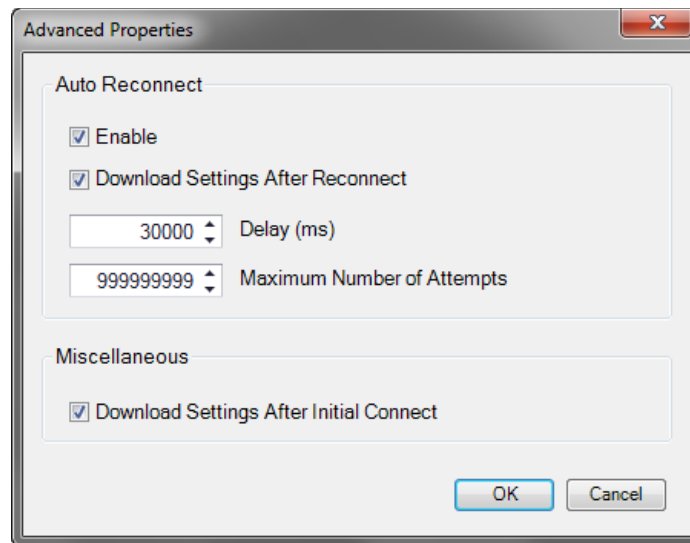 Advanced Properties
Auto Reconnect
Enable
Download Settings After Reconnect
30000 Delay (ms)
999999999 Maximum Number of Attempts
Miscellaneous
Download Settings After Initial Connect
OK Cancel